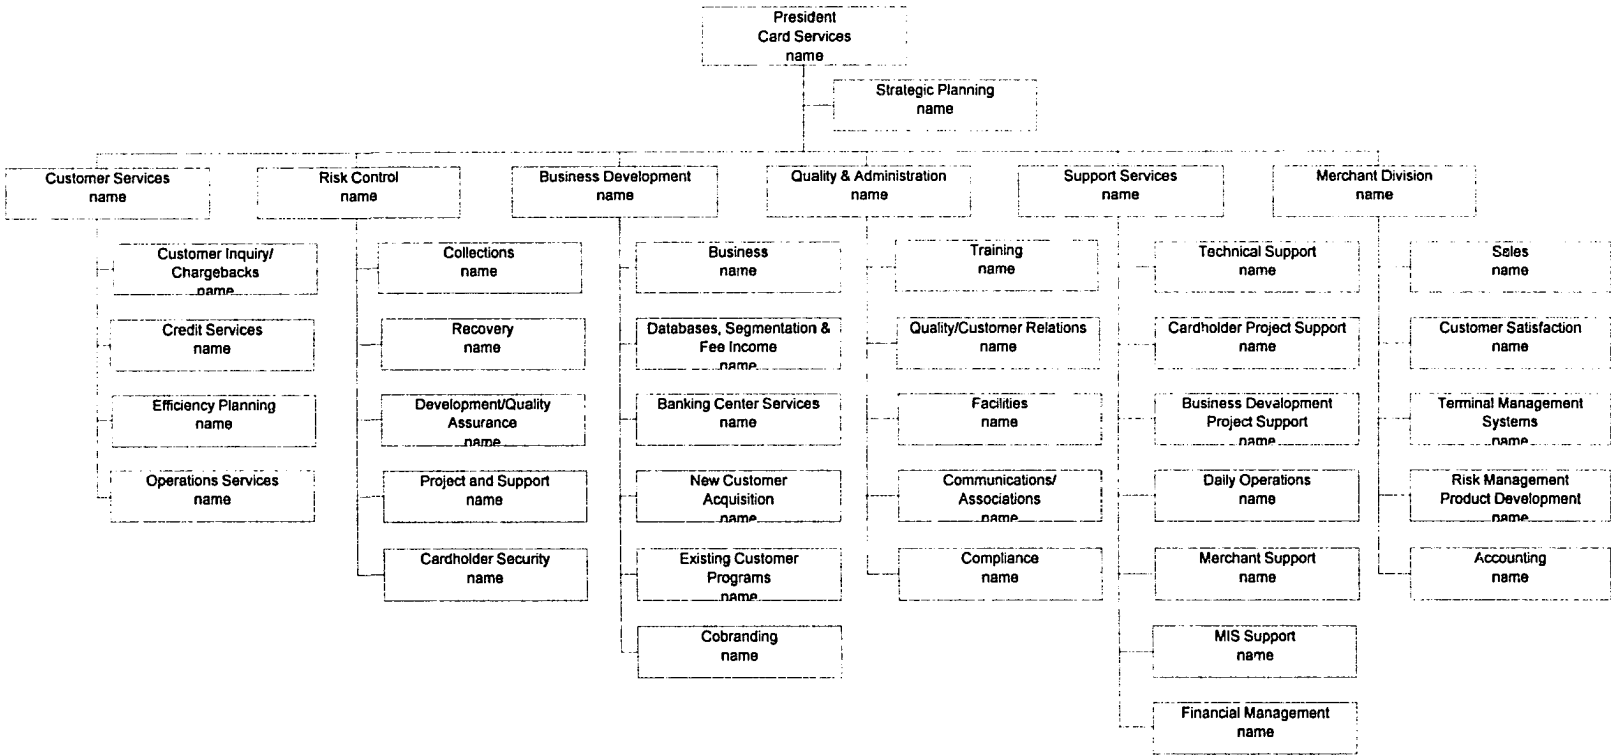 President
Card Services
name
Strategic Planning
name
Customer Services
name
Risk Control
name
Business Development
name
Quality & Administration
name
Support Services
name
Merchant Division
name
Customer Inquiry/
Chargebacks
name
Credit Services
name
Efficiency Planning
name
Operations Services
name
Collections
name
Recovery
name
Development/Quality
Assurance
name
Project and Support
name
Cardholder Security
name
Business
name
Databases, Segmentation &
Fee Income
name
Banking Center Services
name
New Customer
Acquisition
name
Existing Customer
Programs
name
Cobranding
name
Training
name
Quality/Customer Relations
name
Facilities
name
Communications/
Associations
name
Compliance
name
Technical Support
name
Cardholder Project Support
name
Business Development
Project Support
name
Daily Operations
name
Merchant Support
name
MIS Support
name
Financial Management
name
Sales
name
Customer Satisfaction
name
Terminal Management
Systems
name
Risk Management
Product Development
name
Accounting
name